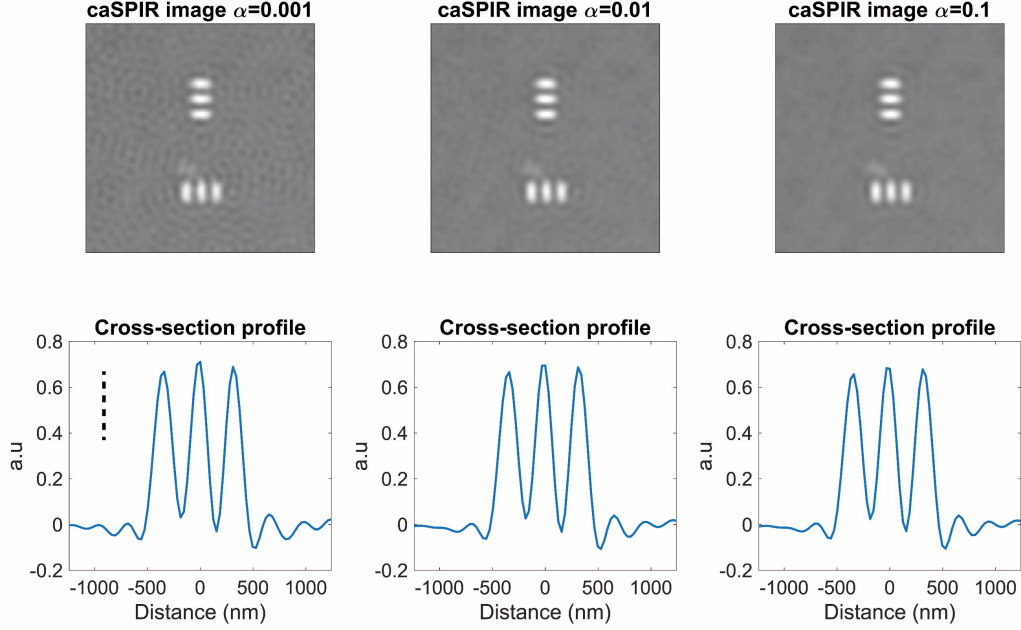 caSPIR image α=0.001
caSPIR image α=0.01
caSPIR image α=0.1
Cross-section profile
0.8
0.6
0.4
0.2
0
-0.2
a.u
-1000 -500 0 500 1000
Distance (nm)
Cross-section profile
0.8
0.6
0.4
0.2
0
-0.2
a.u
-1000 -500 0 500 1000
Distance (nm)
Cross-section profile
0.8
0.6
0.4
0.2
0
-0.2
a.u
-1000 -500 0 500 1000
Distance (nm)